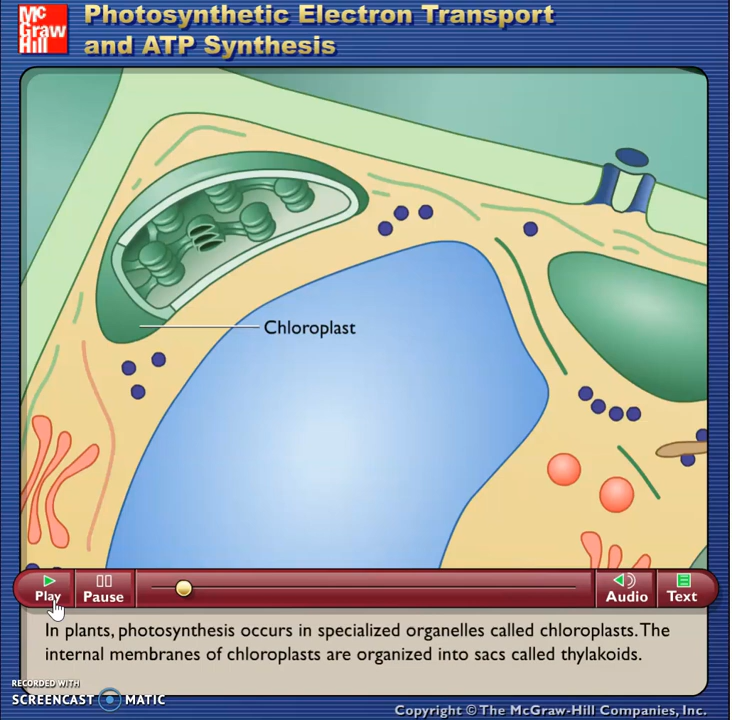 Mc
Graw
Hill
Photosynthetic Electron Transport
and ATP Synthesis
Chloroplast
Play
Pause
Audio
Text
In plants, photosynthesis occurs in specialized organelles called chloroplasts. The
internal membranes of chloroplasts are organized into sacs called thylakoids.
RECORDED WITH
SCREENCAST MATIC
Copyright © The McGraw-Hill Companies, Inc.